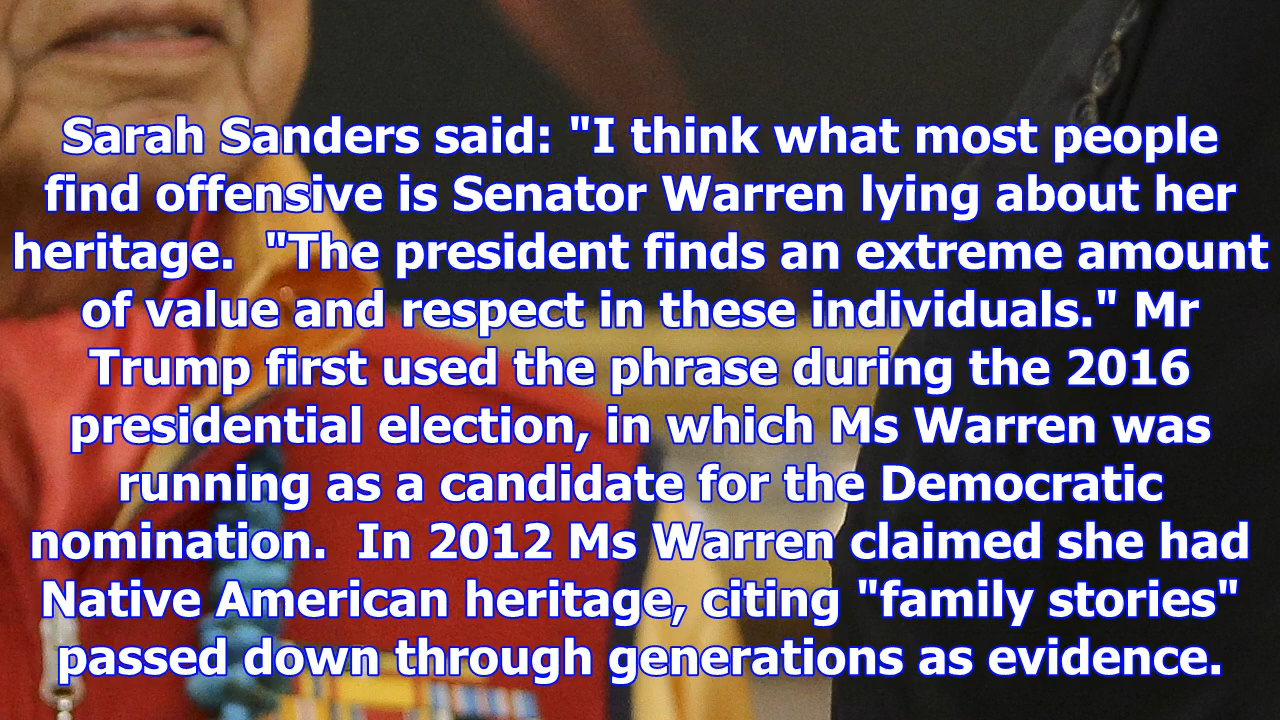 Sarah Sanders said: "I think what most people
find offensive is Senator Warren lying about her
heritage.  "The president finds an extreme amount
of value and respect in these individuals." Mr
Trump first used the phrase during the 2016
presidential election, in which Ms Warren was
running as a candidate for the Democratic
nomination.  In 2012 Ms Warren claimed she had
Native American heritage, citing "family stories"
passed down through generations as evidence.